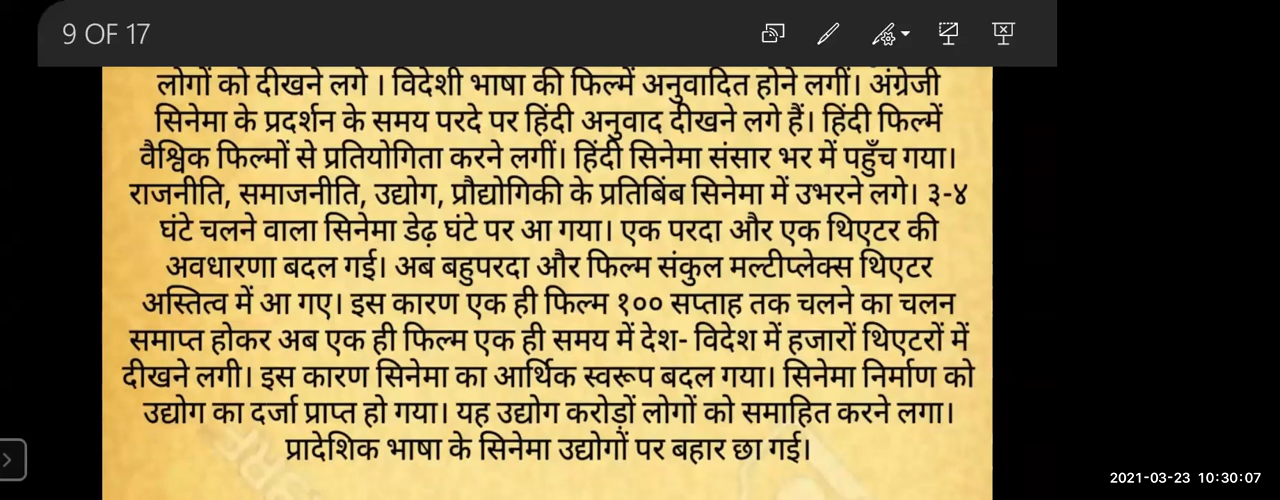 9 OF 17
लोगों को दीखने लगे । विदेशी भाषा की फिल्में अनुवादित होने लगीं। अंग्रेजी
सिनेमा के प्रदर्शन के समय परदे पर हिंदी अनुवाद दीखने लगे हैं। हिंदी फिल्में
वैश्विक फिल्मों से प्रतियोगिता करने लगीं। हिंदी सिनेमा संसार भर में पहुँच गया।
राजनीति, समाजनीति, उद्योग, प्रौद्योगिकी के प्रतिबिंब सिनेमा में उभरने लगे। ३-४
घंटे चलने वाला सिनेमा डेढ़ घंटे पर आ गया। एक परदा और एक थिएटर की
अवधारणा बदल गई। अब बहुपरदा और फिल्म संकुल मल्टीप्लेक्स थिएटर
अस्तित्व में आ गए। इस कारण एक ही फिल्म १०० सप्ताह तक चलने का चलन
समाप्त होकर अब एक ही फिल्म एक ही समय में देश- विदेश में हजारों थिएटरों में
दीखने लगी। इस कारण सिनेमा का आर्थिक स्वरूप बदल गया। सिनेमा निर्माण को
उद्योग का दर्जा प्राप्त हो गया। यह उद्योग करोड़ों लोगों को समाहित करने लगा।
प्रादेशिक भाषा के सिनेमा उद्योगों पर बहार छा गई।
2021-03-23 10:30:07